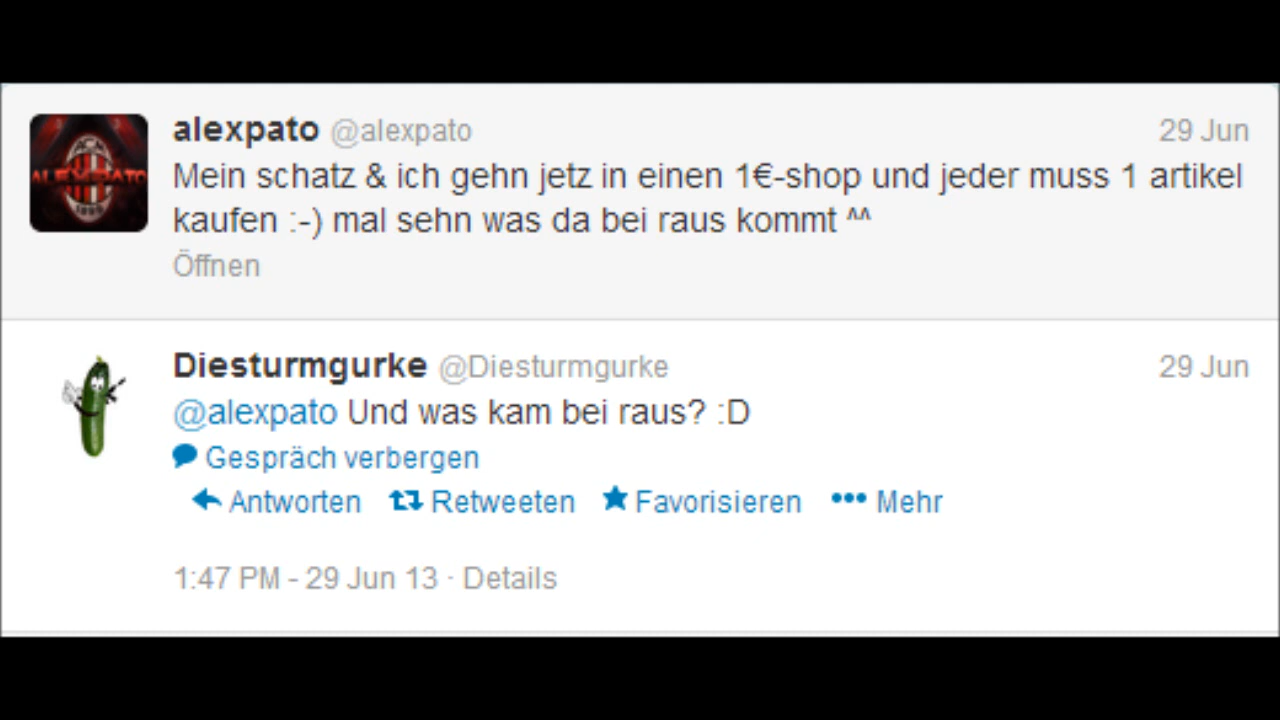 alexpato @alexpato 29 Jun
Mein schatz & ich gehn jetz in einen 1€-shop und jeder muss 1 artikel
kaufen :-) mal sehn was da bei raus kommt ^^
Öffnen
Diesturmgurke @Diesturmgurke 29 Jun
@alexpato Und was kam bei raus? :D
Gespräch verbergen
Antworten Retweeten Favorisieren Mehr
1:47 PM - 29 Jun 13 · Details